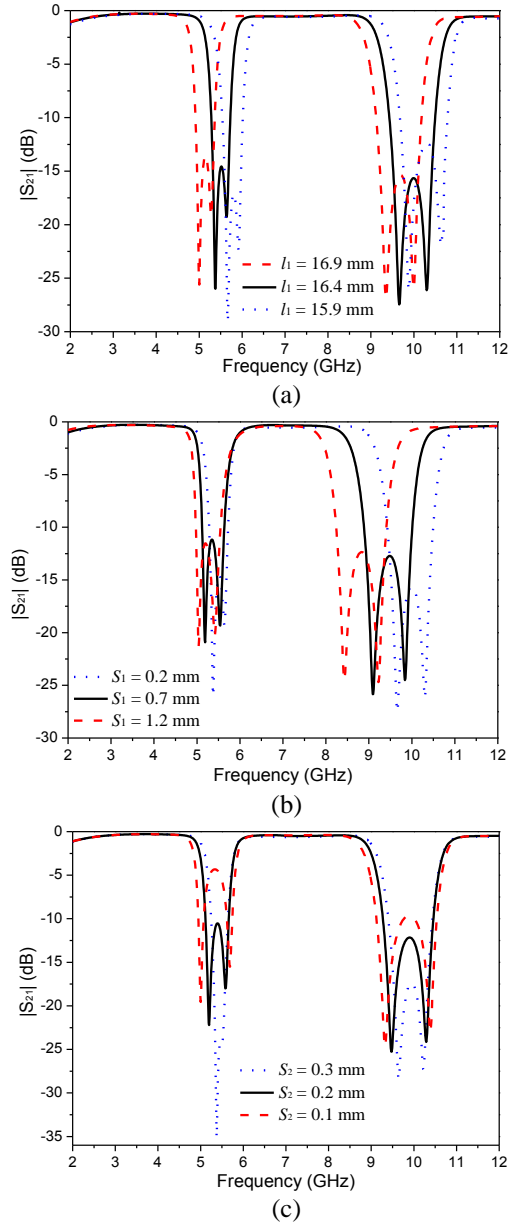 0
-5
-10
-15
-20
-25
-30
|S₂₁| (dB)
l₁ = 16.9 mm
l₁ = 16.4 mm
l₁ = 15.9 mm
2 3 4 5 6 7 8 9 10 11 12
Frequency (GHz)
(a)
0
-5
-10
-15
-20
-25
-30
|S₂₁| (dB)
S₁ = 0.2 mm
S₁ = 0.7 mm
S₁ = 1.2 mm
2 3 4 5 6 7 8 9 10 11 12
Frequency (GHz)
(b)
0
-5
-10
-15
-20
-25
-30
-35
|S₂₁| (dB)
S₂ = 0.3 mm
S₂ = 0.2 mm
S₂ = 0.1 mm
2 3 4 5 6 7 8 9 10 11 12
Frequency (GHz)
(c)